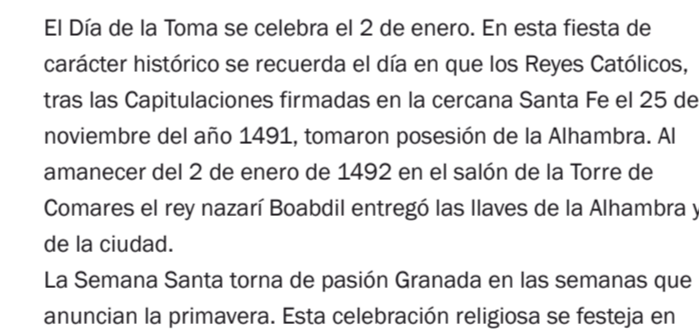 El Día de la Toma se celebra el 2 de enero. En esta fiesta de
carácter histórico se recuerda el día en que los Reyes Católicos,
tras las Capitulaciones firmadas en la cercana Santa Fe el 25 de
noviembre del año 1491, tomaron posesión de la Alhambra. Al
amanecer del 2 de enero de 1492 en el salón de la Torre de
Comares el rey nazarí Boabdil entregó las llaves de la Alhambra y
de la ciudad.
La Semana Santa torna de pasión Granada en las semanas que
anuncian la primavera. Esta celebración religiosa se festeja en